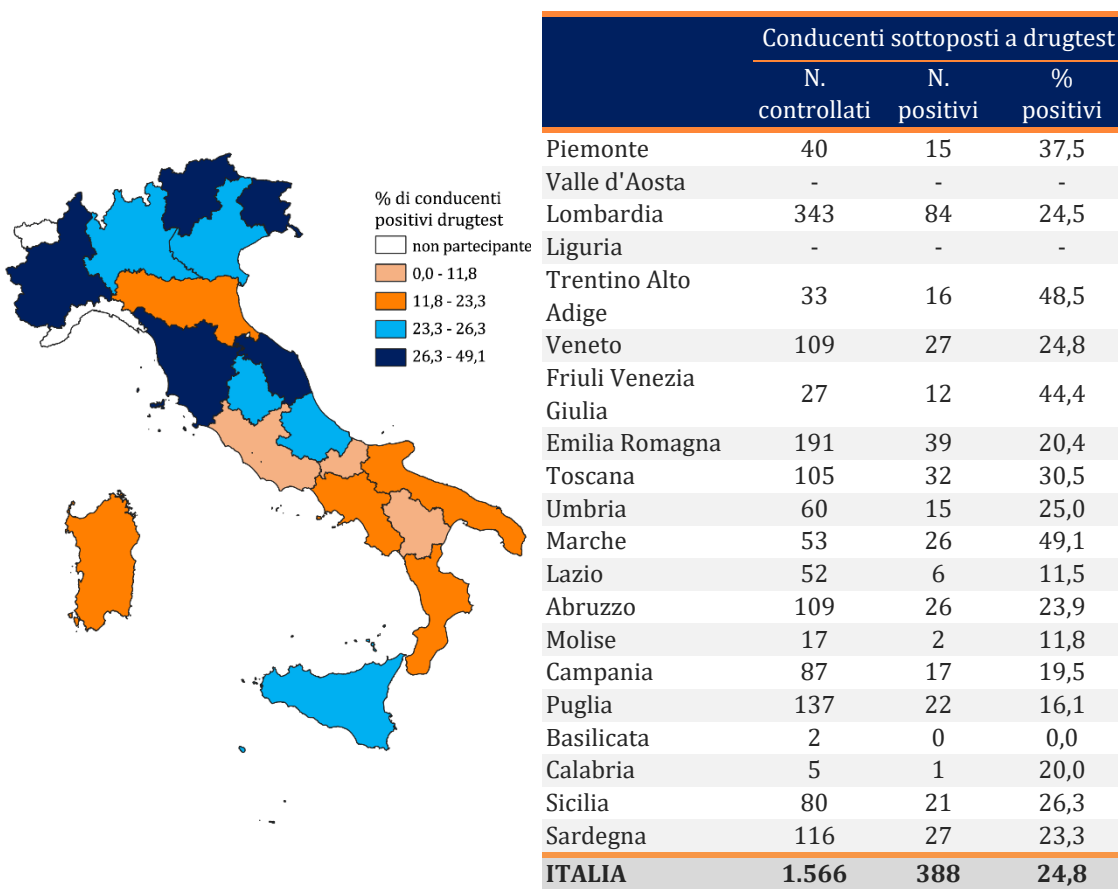 % di conducenti
positivi drugtest
non partecipante
0,0 - 11,8
11,8 - 23,3
23,3 - 26,3
26,3 - 49,1
Conducenti sottoposti a drugtest
N. controllati N. positivi % positivi
Piemonte 40 15 37,5
Valle d'Aosta - - -
Lombardia 343 84 24,5
Liguria - - -
Trentino Alto
Adige 33 16 48,5
Veneto 109 27 24,8
Friuli Venezia
Giulia 27 12 44,4
Emilia Romagna 191 39 20,4
Toscana 105 32 30,5
Umbria 60 15 25,0
Marche 53 26 49,1
Lazio 52 6 11,5
Abruzzo 109 26 23,9
Molise 17 2 11,8
Campania 87 17 19,5
Puglia 137 22 16,1
Basilicata 2 0 0,0
Calabria 5 1 20,0
Sicilia 80 21 26,3
Sardegna 116 27 23,3
ITALIA 1.566 388 24,8